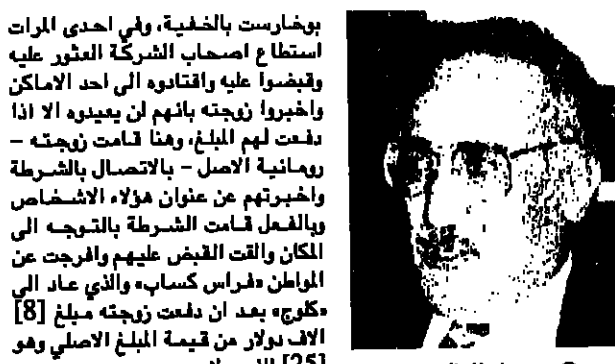 بوخارست بالخفية، وفي احدى المرات
استطاع اصحاب الشركة العثور عليه
وقبضوا عليه واقتادوه الى احد الاماكن
واخبروا زوجته بانهم لن يعيدوه الا اذا
دفعت لهم المبلغ، وهنا قامت زوجته –
رومانية الاصل – بالاتصال بالشرطة
واخبرتهم عن عنوان هؤلاء الاشخاص
وبالفعل قامت الشرطة بالتوجه الى
المكان والقت القبض عليهم وافرجت عن
المواطن «فراس كساب» والذي عاد الى
«كلوج» بعد ان دفعت زوجته مبلغ [8]
الاف دولار من قيمة المبلغ الاصلي وهو
[25]